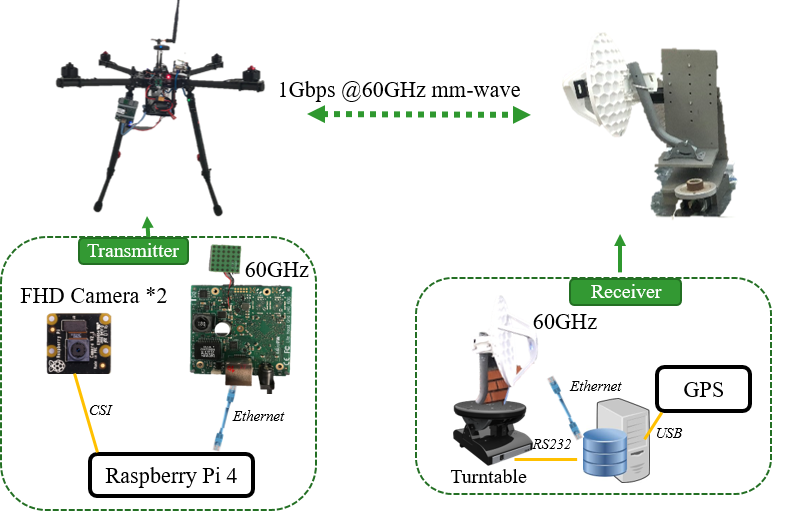 1Gbps @60GHz mm-wave
Transmitter
60GHz
FHD Camera *2
CSI
Ethernet
Raspberry Pi 4
Receiver
60GHz
Ethernet
GPS
RS232
USB
Turntable